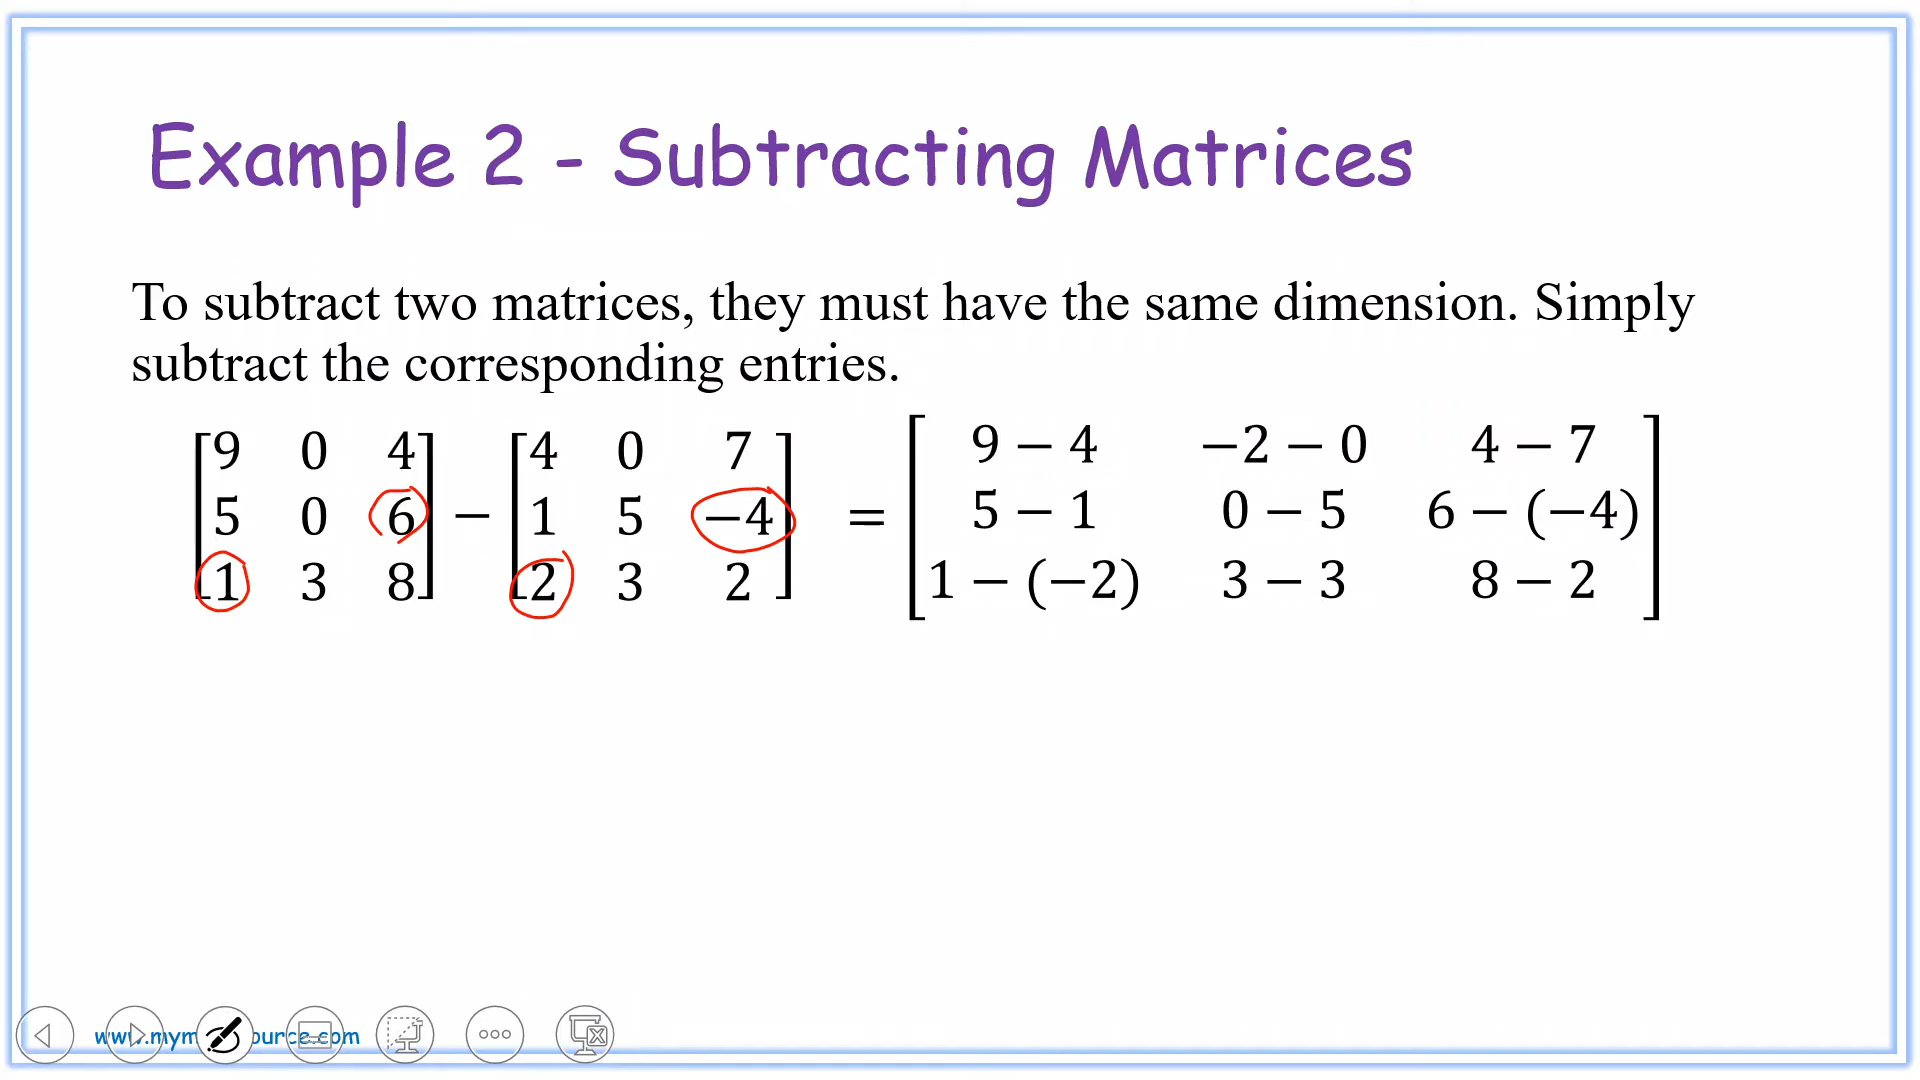 Example 2 - Subtracting Matrices
To subtract two matrices, they must have the same dimension. Simply
subtract the corresponding entries.
[9 0 4] [4 0 7] [9 − 4 −2 − 0 4 − 7]
[5 0 6] − [1 5 −4] = [5 − 1 0 − 5 6 − (−4)]
[1 3 8] [2 3 2] [1 − (−2) 3 − 3 8 − 2]